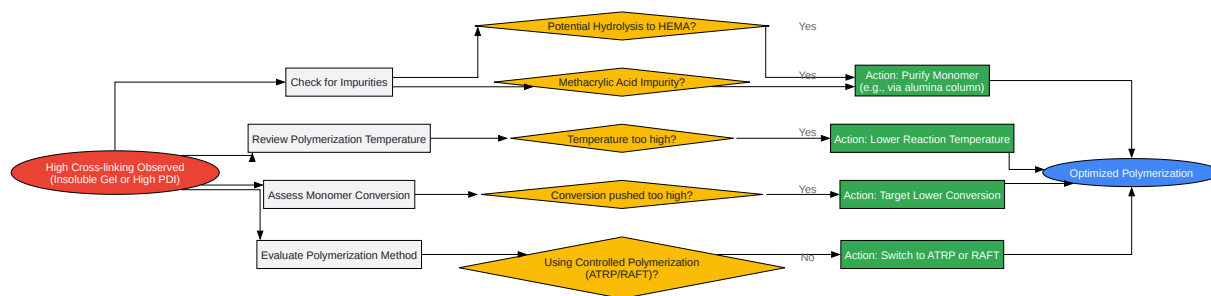 Potential Hydrolysis to HEMA?
Yes
Check for Impurities
Methacrylic Acid Impurity?
Yes
Action: Purify Monomer
(e.g., via alumina column)
Review Polymerization Temperature
Temperature too high?
Yes
Action: Lower Reaction Temperature
High Cross-linking Observed
(Insoluble Gel or High PDI)
Optimized Polymerization
Assess Monomer Conversion
Conversion pushed too high?
Yes
Action: Target Lower Conversion
Evaluate Polymerization Method
Using Controlled Polymerization
(ATRP/RAFT)?
No
Action: Switch to ATRP or RAFT